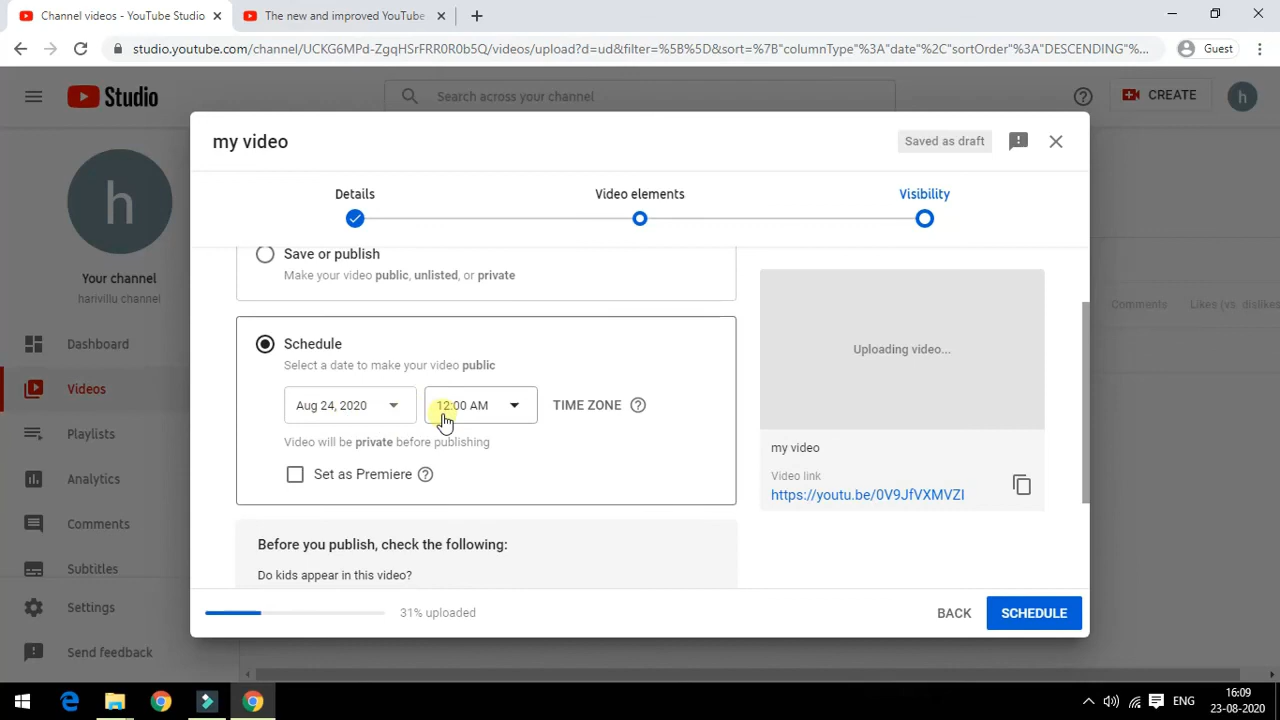 Channel videos - YouTube Studio
The new and improved YouTube
studio.youtube.com/channel/UCKG6MPd-ZgqHSrFRR0R0b5Q/videos/upload?d=ud&filter=%5B%5D&sort=%7B"columnType"%3A"date"%2C"sortOrder"%3A"DESCENDING"%...
Guest
Studio
Search across your channel
CREATE
h
my video
Saved as draft
Details
Video elements
Visibility
h
Your channel
harivillu channel
Dashboard
Videos
Playlists
Analytics
Comments
Subtitles
Settings
Send feedback
Save or publish
Make your video public, unlisted, or private
Schedule
Select a date to make your video public
Aug 24, 2020
12:00 AM
TIME ZONE
Video will be private before publishing
Set as Premiere
Before you publish, check the following:
Do kids appear in this video?
Uploading video...
my video
Video link
https://youtu.be/0V9JfVXMVZI
Comments
Likes (vs. dislikes
31% uploaded
BACK
SCHEDULE
ENG
16:09
23-08-2020